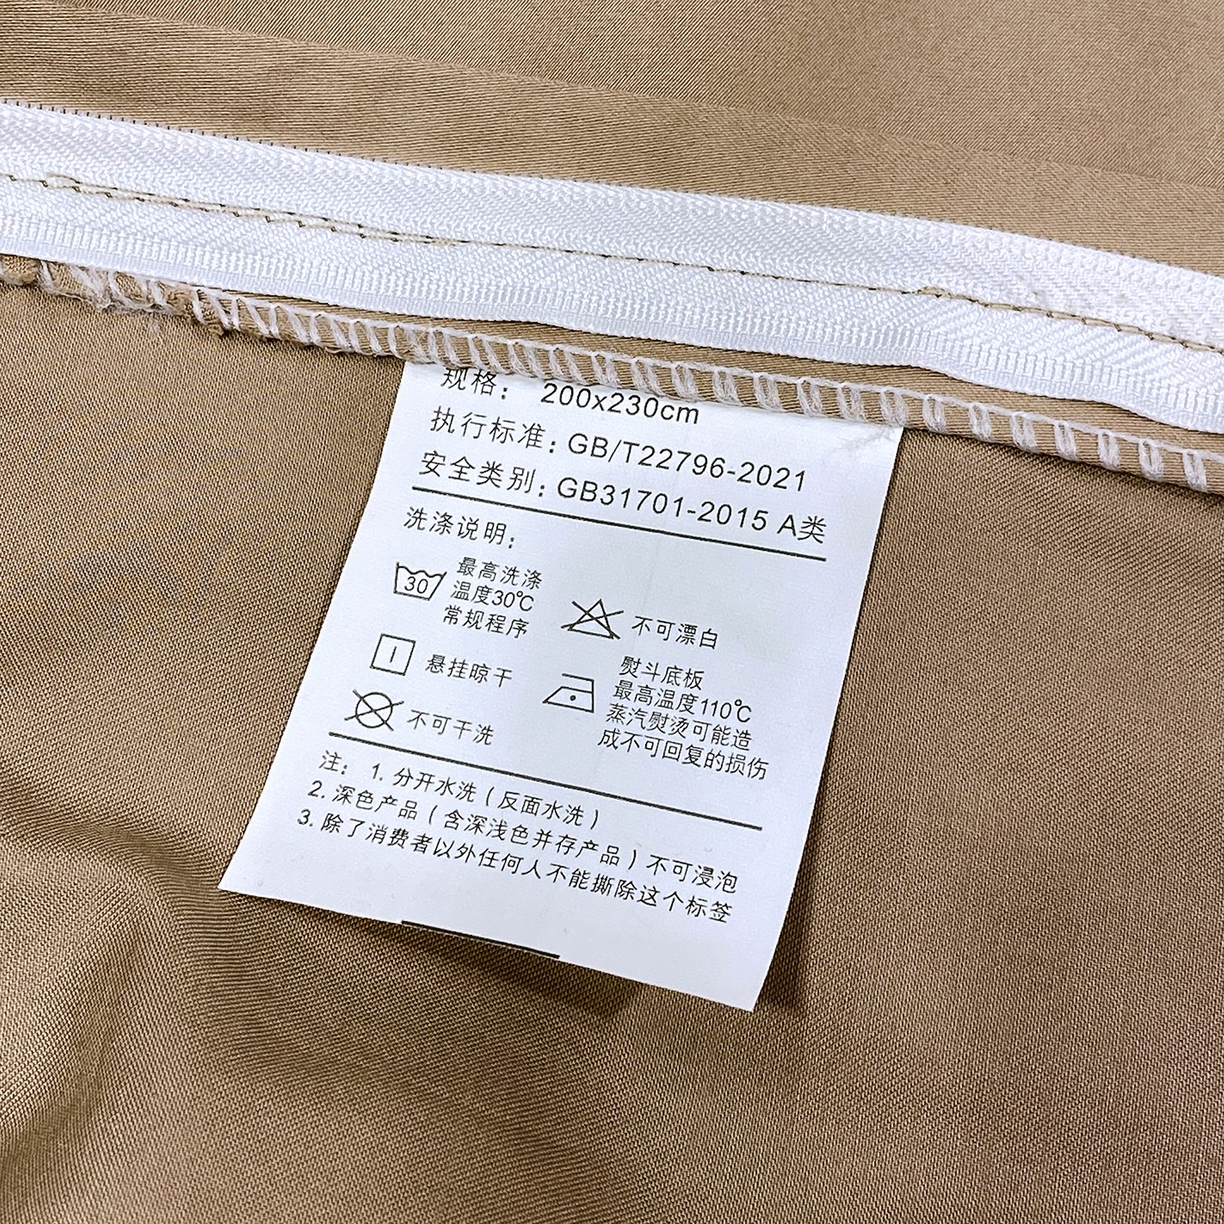 规格： 200x230cm
执行标准：GB/T22796-2021
安全类别：GB31701-2015 A类
洗涤说明：
30
最高洗涤
温度30℃
常规程序
不可漂白
悬挂晾干
熨斗底板
最高温度110℃
蒸汽熨烫可能造
成不可回复的损伤
不可干洗
注： 1. 分开水洗（反面水洗）
2. 深色产品（含深浅色并存产品）不可浸泡
3. 除了消费者以外任何人不能撕除这个标签